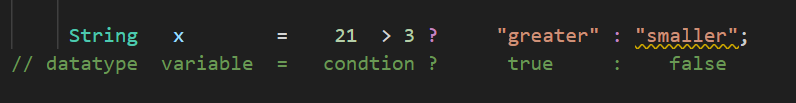 String x = 21 > 3 ? "greater" : "smaller";
// datatype variable = condtion ? true : false